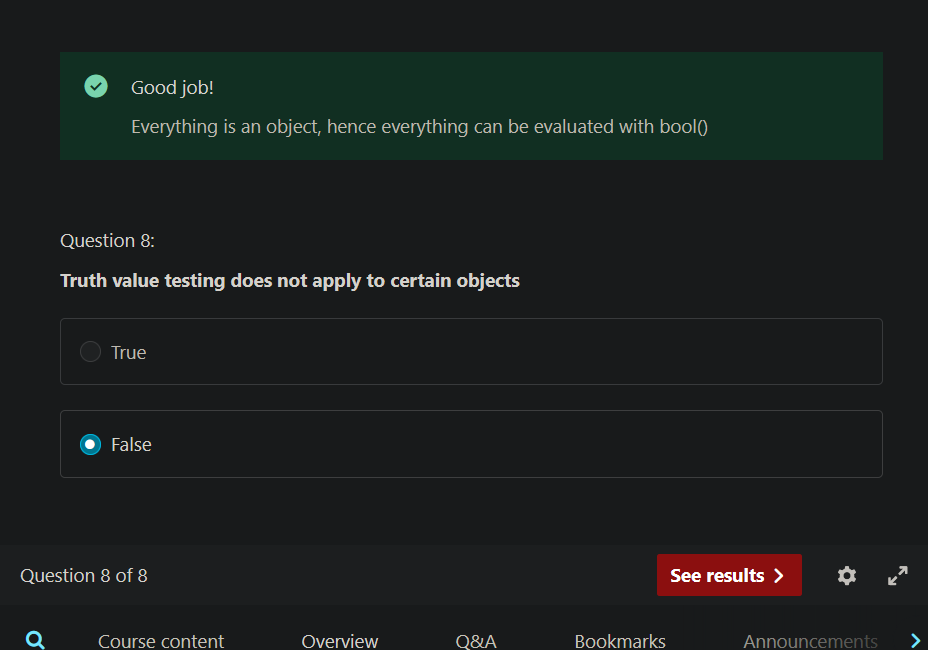 Good job!
Everything is an object, hence everything can be evaluated with bool()
Question 8:
Truth value testing does not apply to certain objects
True
False
Question 8 of 8
See results
Course content
Overview
Q&A
Bookmarks
Announcements